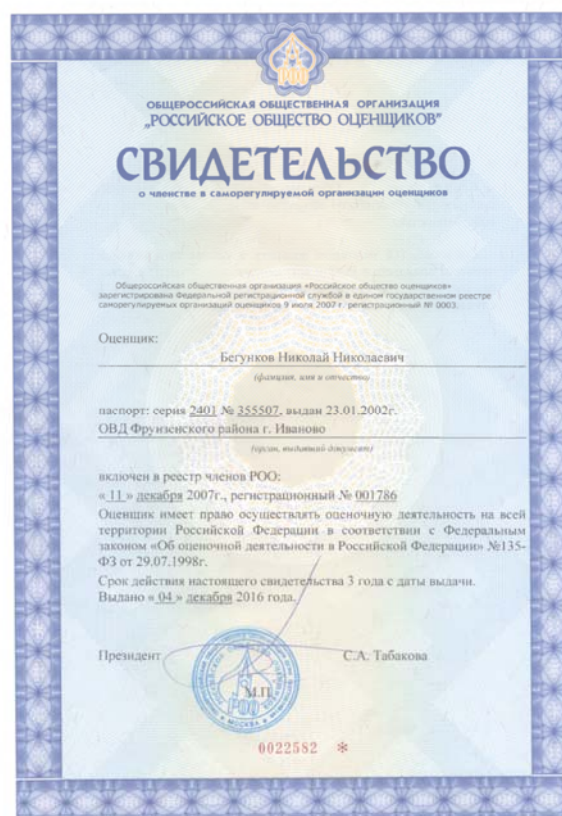 РОО
ОБЩЕРОССИЙСКАЯ ОБЩЕСТВЕННАЯ ОРГАНИЗАЦИЯ
„РОССИЙСКОЕ ОБЩЕСТВО ОЦЕНЩИКОВ”
СВИДЕТЕЛЬСТВО
о членстве в саморегулируемой организации оценщиков
Общероссийская общественная организация «Российское общество оценщиков»
зарегистрирована Федеральной регистрационной службой в едином государственном реестре
саморегулируемых организаций оценщиков 9 июля 2007 г. регистрационный № 0003.
Оценщик:
Бегунков Николай Николаевич
(фамилия, имя и отчество)
паспорт: серия 2401 № 355507, выдан 23.01.2002г.
ОВД Фрунзенского района г. Иваново
(орган, выдавший документ)
включен в реестр членов РОО:
« 11 » декабря 2007г., регистрационный № 001786
Оценщик имеет право осуществлять оценочную деятельность на всей
территории Российской Федерации в соответствии с Федеральным
законом «Об оценочной деятельности в Российской Федерации» №135-
ФЗ от 29.07.1998г.
Срок действия настоящего свидетельства 3 года с даты выдачи.
Выдано « 04 » декабря 2016 года.
Президент С.А. Табакова
М.П.
РОО
МОСКВА
0022582 *